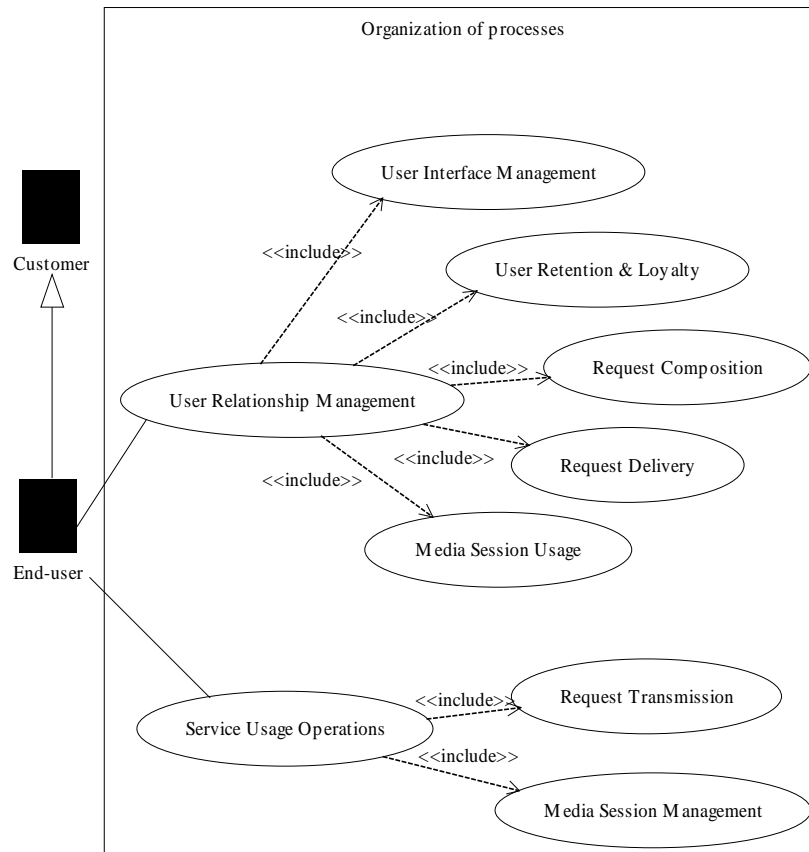 Organization of processes
User Interface Management
<<include>>
Customer
User Retention & Loyalty
<<include>>
<<include>>
Request Composition
User Relationship Management
<<include>>
Request Delivery
<<include>>
Media Session Usage
End-user
Request Transmission
<<include>>
Service Usage Operations
<<include>>
Media Session Management